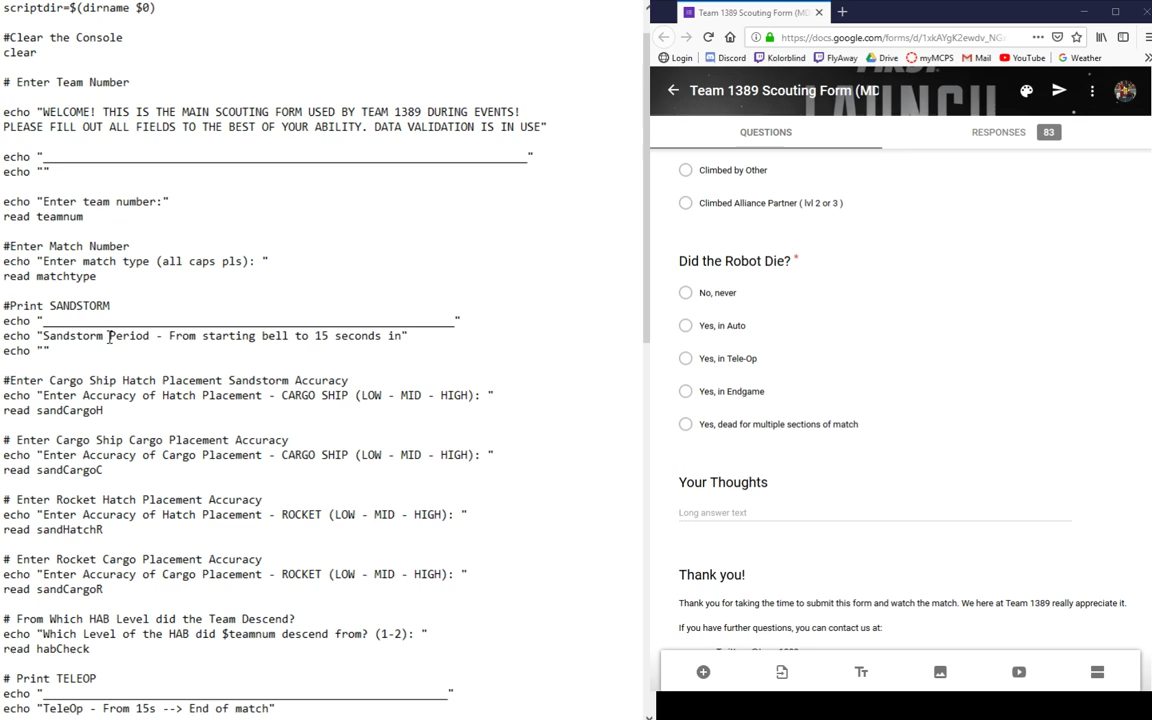 scriptdir=$(dirname $0)
#Clear the Console
clear
# Enter Team Number
echo "WELCOME! THIS IS THE MAIN SCOUTING FORM USED BY TEAM 1389 DURING EVENTS!
PLEASE FILL OUT ALL FIELDS TO THE BEST OF YOUR ABILITY. DATA VALIDATION IS IN USE"
echo "_________________________________________________________________"
echo ""
echo "Enter team number:"
read teamnum
#Enter Match Number
echo "Enter match type (all caps pls): "
read matchtype
#Print SANDSTORM
echo "_______________________________________________________"
echo "Sandstorm Period - From starting bell to 15 seconds in"
echo ""
#Enter Cargo Ship Hatch Placement Sandstorm Accuracy
echo "Enter Accuracy of Hatch Placement - CARGO SHIP (LOW - MID - HIGH): "
read sandCargoH
# Enter Cargo Ship Cargo Placement Accuracy
echo "Enter Accuracy of Cargo Placement - CARGO SHIP (LOW - MID - HIGH): "
read sandCargoC
# Enter Rocket Hatch Placement Accuracy
echo "Enter Accuracy of Hatch Placement - ROCKET (LOW - MID - HIGH): "
read sandHatchR
# Enter Rocket Cargo Placement Accuracy
echo "Enter Accuracy of Cargo Placement - ROCKET (LOW - MID - HIGH): "
read sandCargoR
# From Which HAB Level did the Team Descend?
echo "Which Level of the HAB did $teamnum descend from? (1-2): "
read habCheck
# Print TELEOP
echo "______________________________________________________"
echo "TeleOp - From 15s --> End of match"
Team 1389 Scouting Form (MD
https://docs.google.com/forms/d/1xkAYgK2ewdv_NG
Login Discord Kolorblind FlyAway Drive myMCPS Mail YouTube Weather
LAUNCH
Team 1389 Scouting Form (MD
QUESTIONS RESPONSES 83
Climbed by Other
Climbed Alliance Partner ( lvl 2 or 3 )
Did the Robot Die? *
No, never
Yes, in Auto
Yes, in Tele-Op
Yes, in Endgame
Yes, dead for multiple sections of match
Your Thoughts
Long answer text
Thank you!
Thank you for taking the time to submit this form and watch the match. We here at Team 1389 really appreciate it.
If you have further questions, you can contact us at: